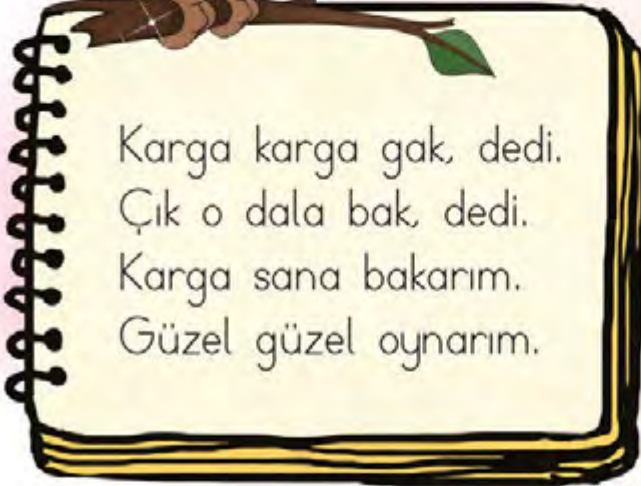 Karga karga gak, dedi.
Çık o dala bak, dedi.
Karga sana bakarım.
Güzel güzel oynarım.